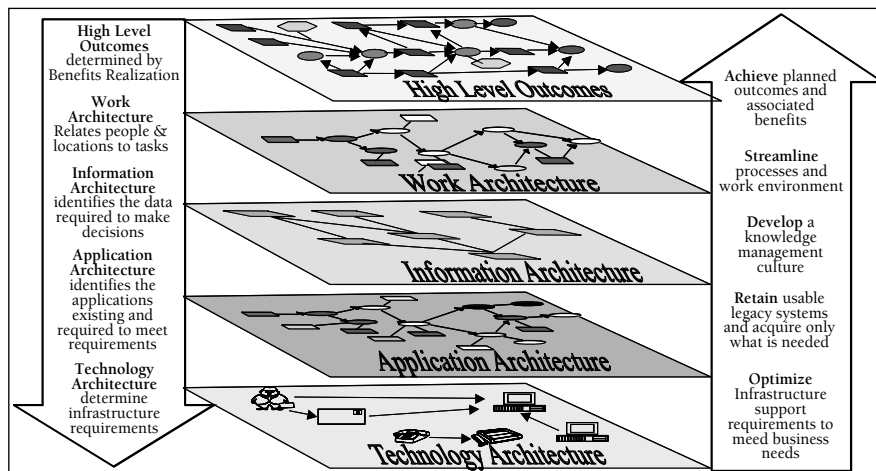 High Level
Outcomes
determined by
Benefits Realization
Work
Architecture
Relates people &
locations to tasks
Information
Architecture
identifies the data
required to make
decisions
Application
Architecture
identifies the
applications
existing and
required to meet
requirements
Technology
Architecture
determine
infrastructure
requirements
High Level Outcomes
Work Architecture
Information Architecture
Application Architecture
Technology Architecture
Achieve planned
outcomes and
associated
benefits
Streamline
processes and
work environment
Develop a
knowledge
management
culture
Retain usable
legacy systems
and acquire only
what is needed
Optimize
Infrastructure
support
requirements to
meed business
needs